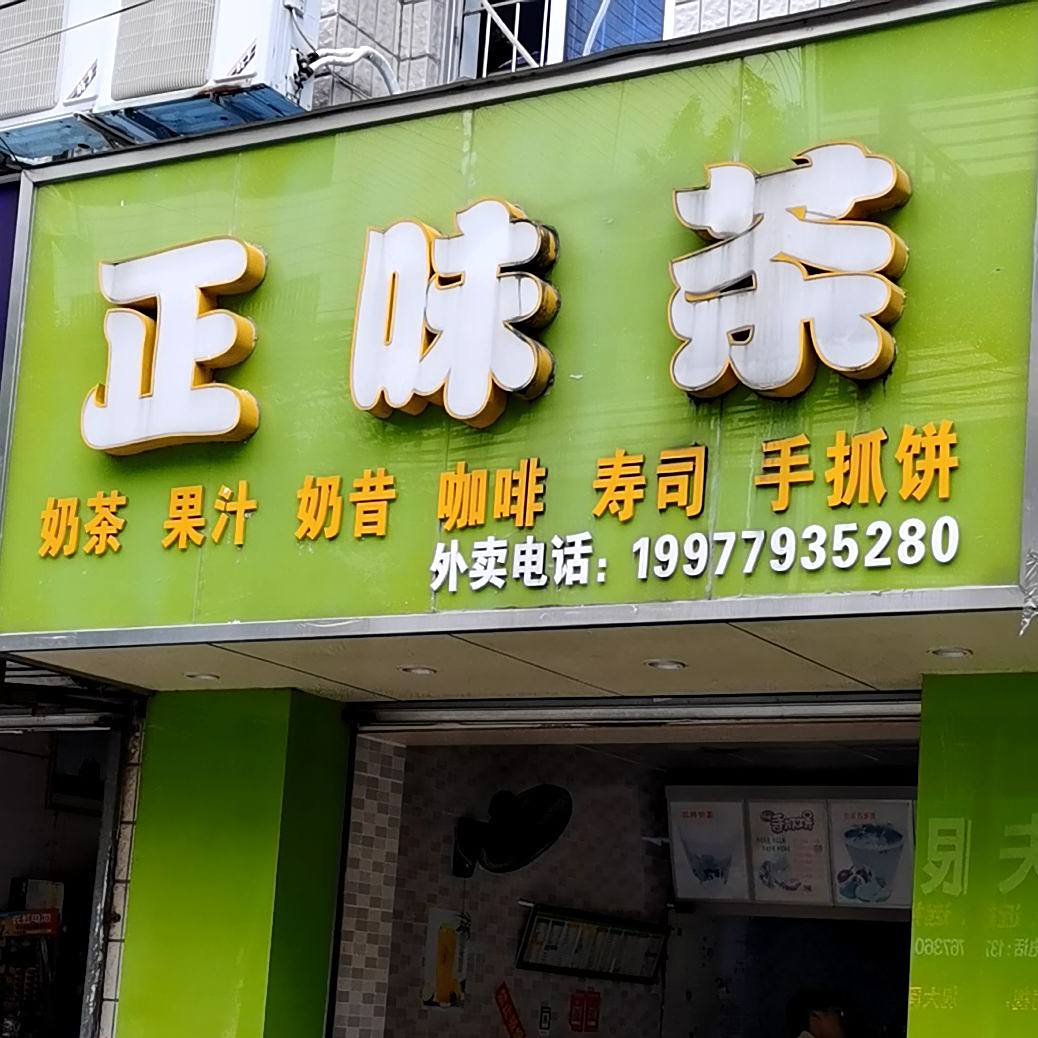 正味茶
奶茶 果汁 奶昔 咖啡 寿司 手抓饼
外卖电话：19977935280